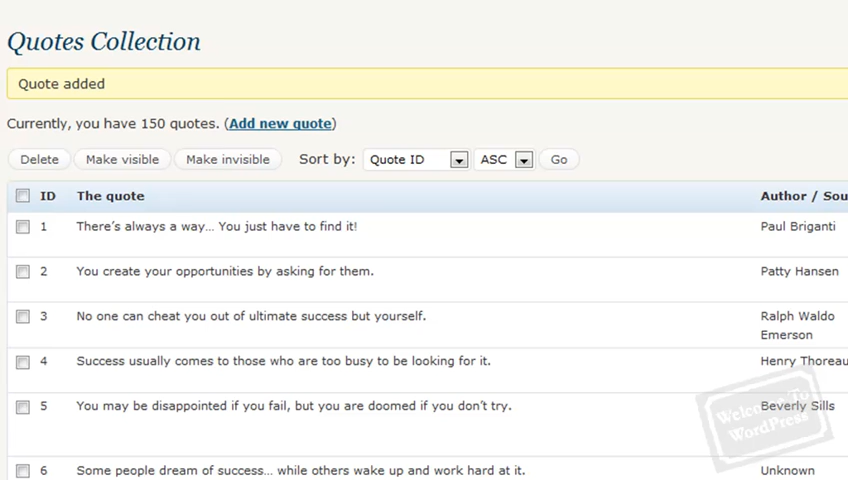 Quotes Collection
Quote added
Currently, you have 150 quotes. (Add new quote)
Delete Make visible Make invisible Sort by: Quote ID ASC Go
ID The quote Author / Sou
1 There’s always a way… You just have to find it! Paul Briganti
2 You create your opportunities by asking for them. Patty Hansen
3 No one can cheat you out of ultimate success but yourself. Ralph Waldo
Emerson
4 Success usually comes to those who are too busy to be looking for it. Henry Thoreau
5 You may be disappointed if you fail, but you are doomed if you don’t try. Beverly Sills
Welcome To
WordPress
6 Some people dream of success… while others wake up and work hard at it. Unknown